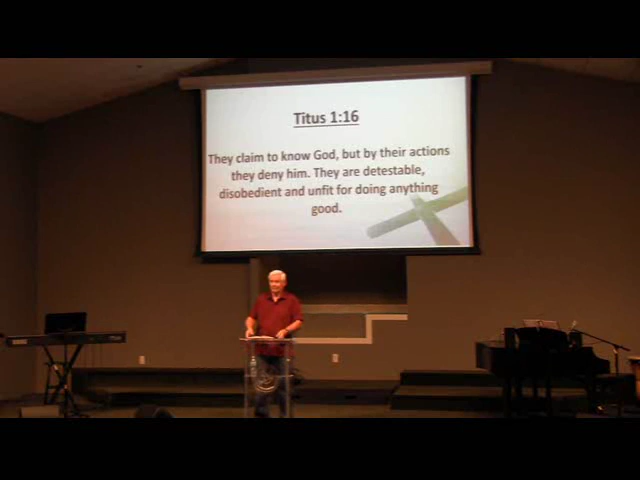 Titus 1:16
They claim to know God, but by their actions
they deny him. They are detestable,
disobedient and unfit for doing anything
good.